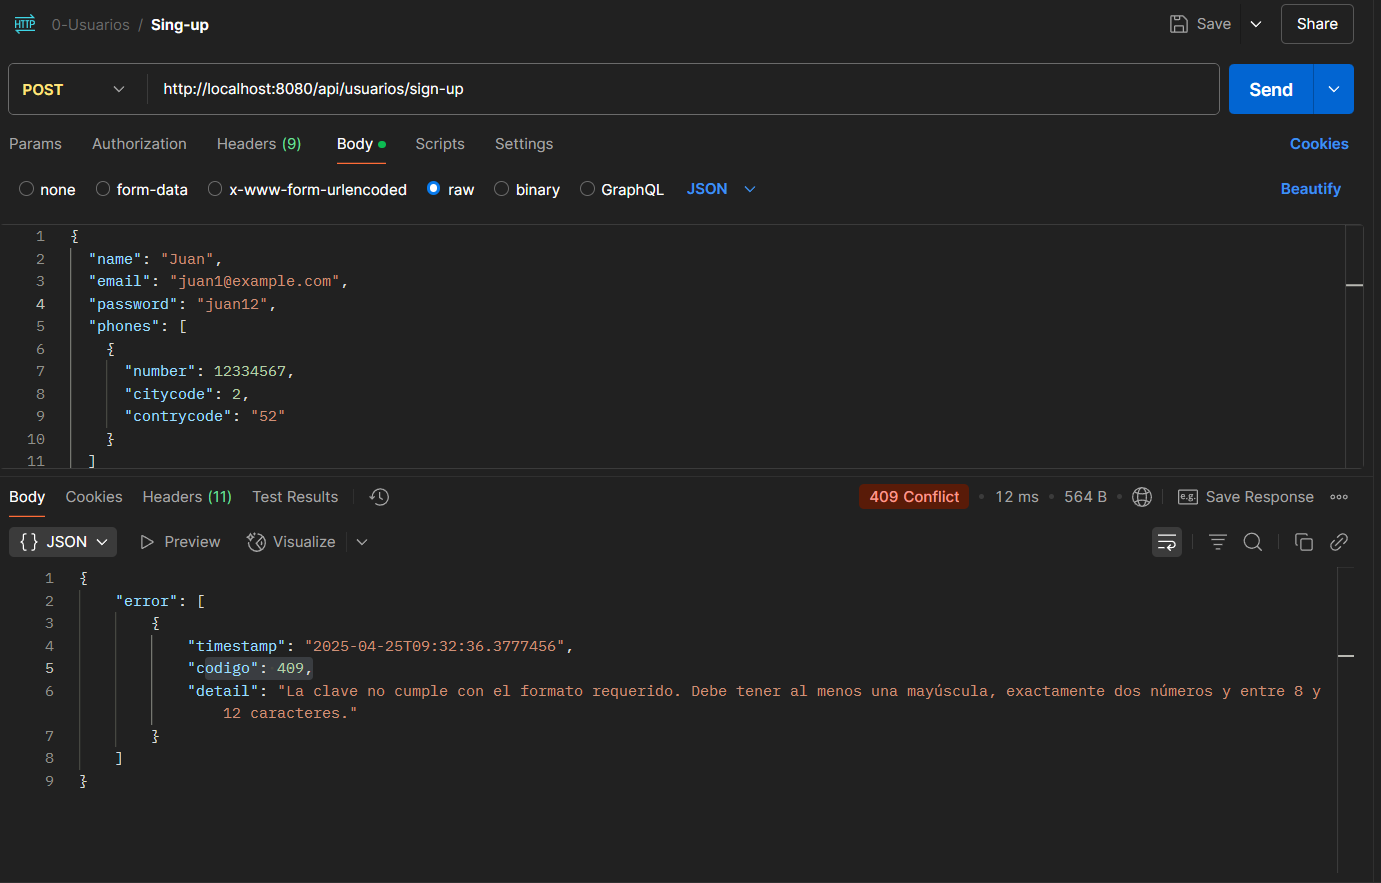 HTTP 0-Usuarios / Sing-up Save Share
POST http://localhost:8080/api/usuarios/sign-up Send
Params Authorization Headers (9) Body Scripts Settings Cookies
none form-data x-www-form-urlencoded raw binary GraphQL JSON Beautify
1 {
2 "name": "Juan",
3 "email": "juan1@example.com",
4 "password": "juan12",
5 "phones": [
6 {
7 "number": 12334567,
8 "citycode": 2,
9 "contrycode": "52"
10 }
11 ]
Body Cookies Headers (11) Test Results 409 Conflict • 12 ms • 564 B • e.g. Save Response
{} JSON Preview Visualize
1 {
2 "error": [
3 {
4 "timestamp": "2025-04-25T09:32:36.3777456",
5 "codigo": 409,
6 "detail": "La clave no cumple con el formato requerido. Debe tener al menos una mayúscula, exactamente dos números y entre 8 y
12 caracteres."
7 }
8 ]
9 }